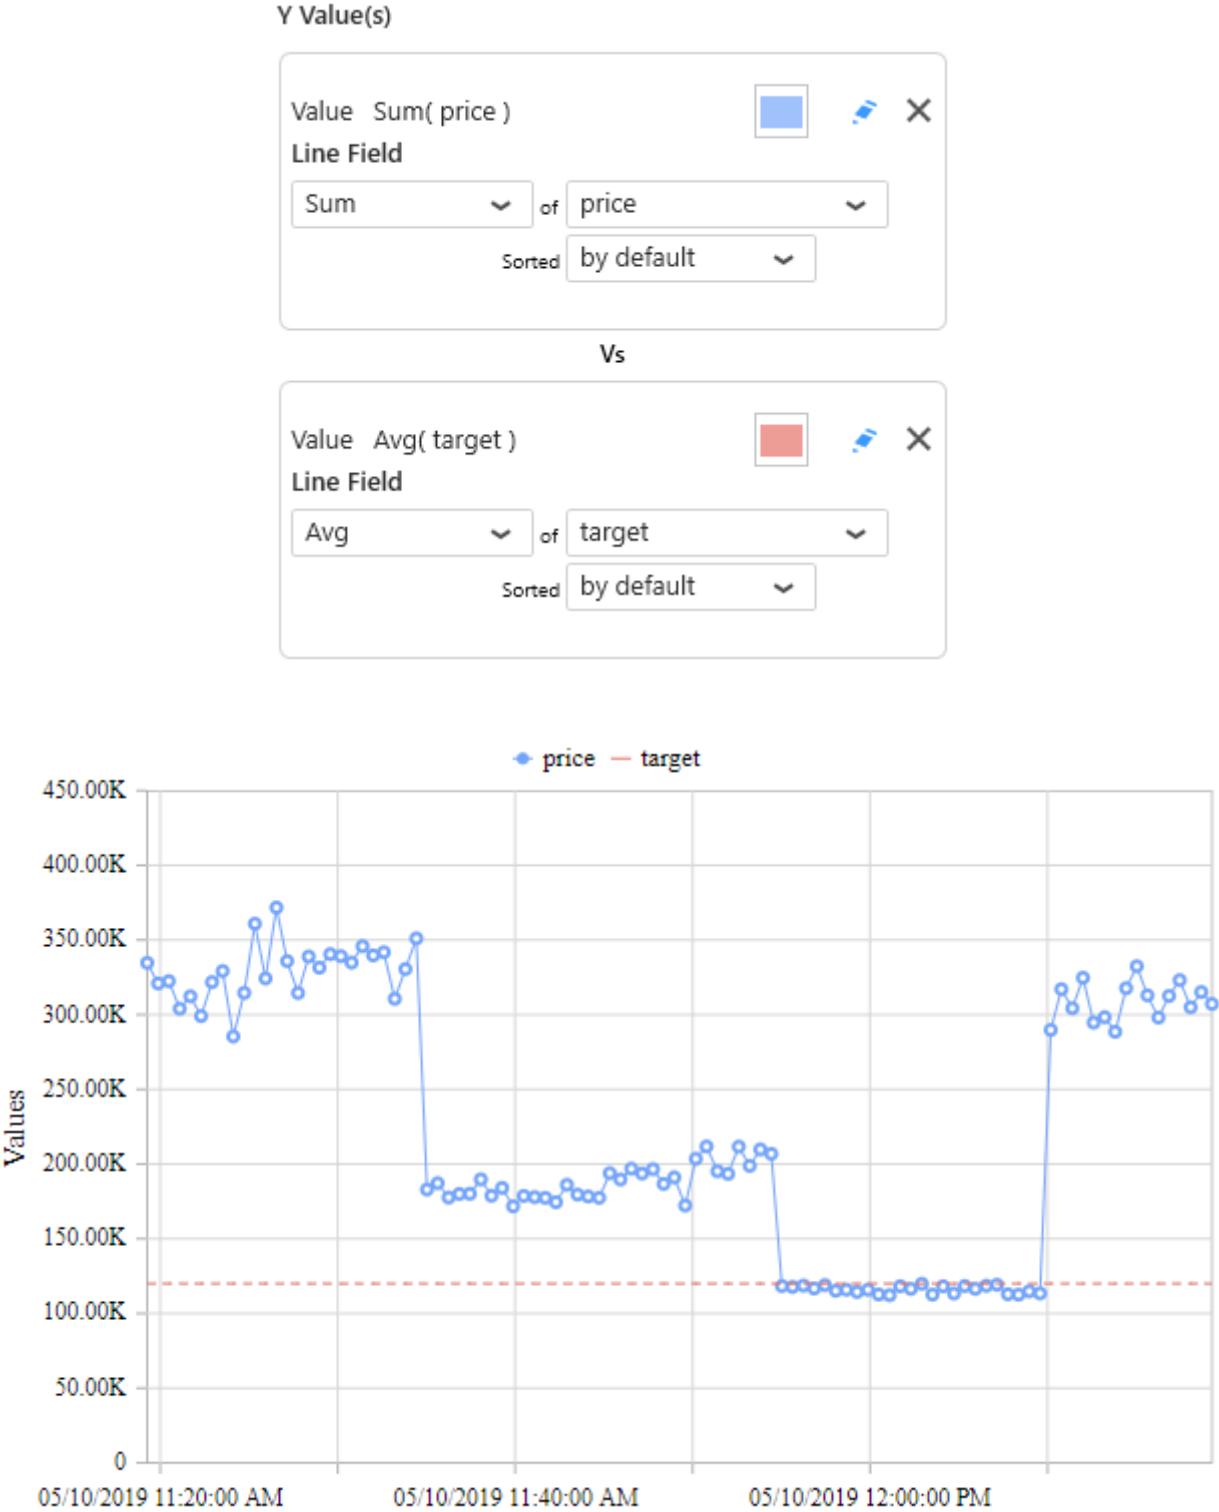 Y Value(s)
Value Sum( price )
Line Field
Sum of price
Sorted by default
Vs
Value Avg( target )
Line Field
Avg of target
Sorted by default
price target
450.00K
400.00K
350.00K
300.00K
250.00K
200.00K
150.00K
100.00K
50.00K
0
Values
05/10/2019 11:20:00 AM 05/10/2019 11:40:00 AM 05/10/2019 12:00:00 PM